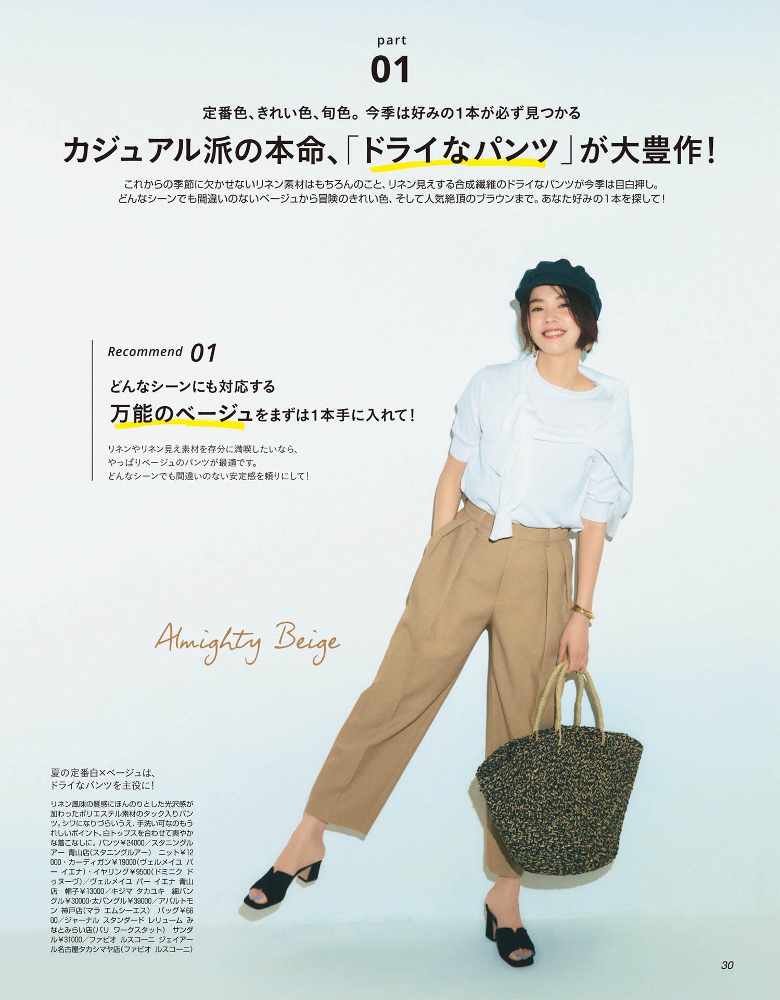 part
01
定番色、きれい色、旬色。今季は好みの1本が必ず見つかる
カジュアル派の本命、「ドライなパンツ」が大豊作！
これからの季節に欠かせないリネン素材はもちろんのこと、リネン見えする合成繊維のドライなパンツが今季は目白押し。
どんなシーンでも間違いのないベージュから冒険のきれい色、そして人気絶頂のブラウンまで。あなた好みの1本を探して！
Recommend 01
どんなシーンにも対応する
万能のベージュをまずは1本手に入れて！
リネンやリネン見え素材を存分に満喫したいなら、
やっぱりベージュのパンツが最適です。
どんなシーンでも間違いのない安定感を頼りにして！
Almighty Beige
夏の定番白×ベージュは、
ドライなパンツを主役に！
リネン風味の質感にほんのりとした光沢感が
加わったポリエステル素材のタック入りパン
ツ。シワになりづらいうえ、手洗い可なのもう
れしいポイント。白トップスを合わせて爽やか
な着こなしに。パンツ¥24000／スタニングル
アー 青山店(スタニングルアー) ニット¥12
000・カーディガン¥19000(ヴェルメイユ パ
ー イエナ)・イヤリング¥9500(ドミニク ド
ゥヌーヴ)／ヴェルメイユ パー イエナ 青山
店 帽子¥13000／キジマ タカユキ 細バン
グル¥30000・太バングル¥39000／アパルトモ
ン 神戸店(マラ エムシーエス) バッグ¥66
00／ジャーナル スタンダード レリューム み
なとみらい店(バリ ワークスタット) サンダ
ル¥31000／ファビオ ルスコーニ ジェイアー
ル名古屋タカシマヤ店(ファビオ ルスコーニ)
30